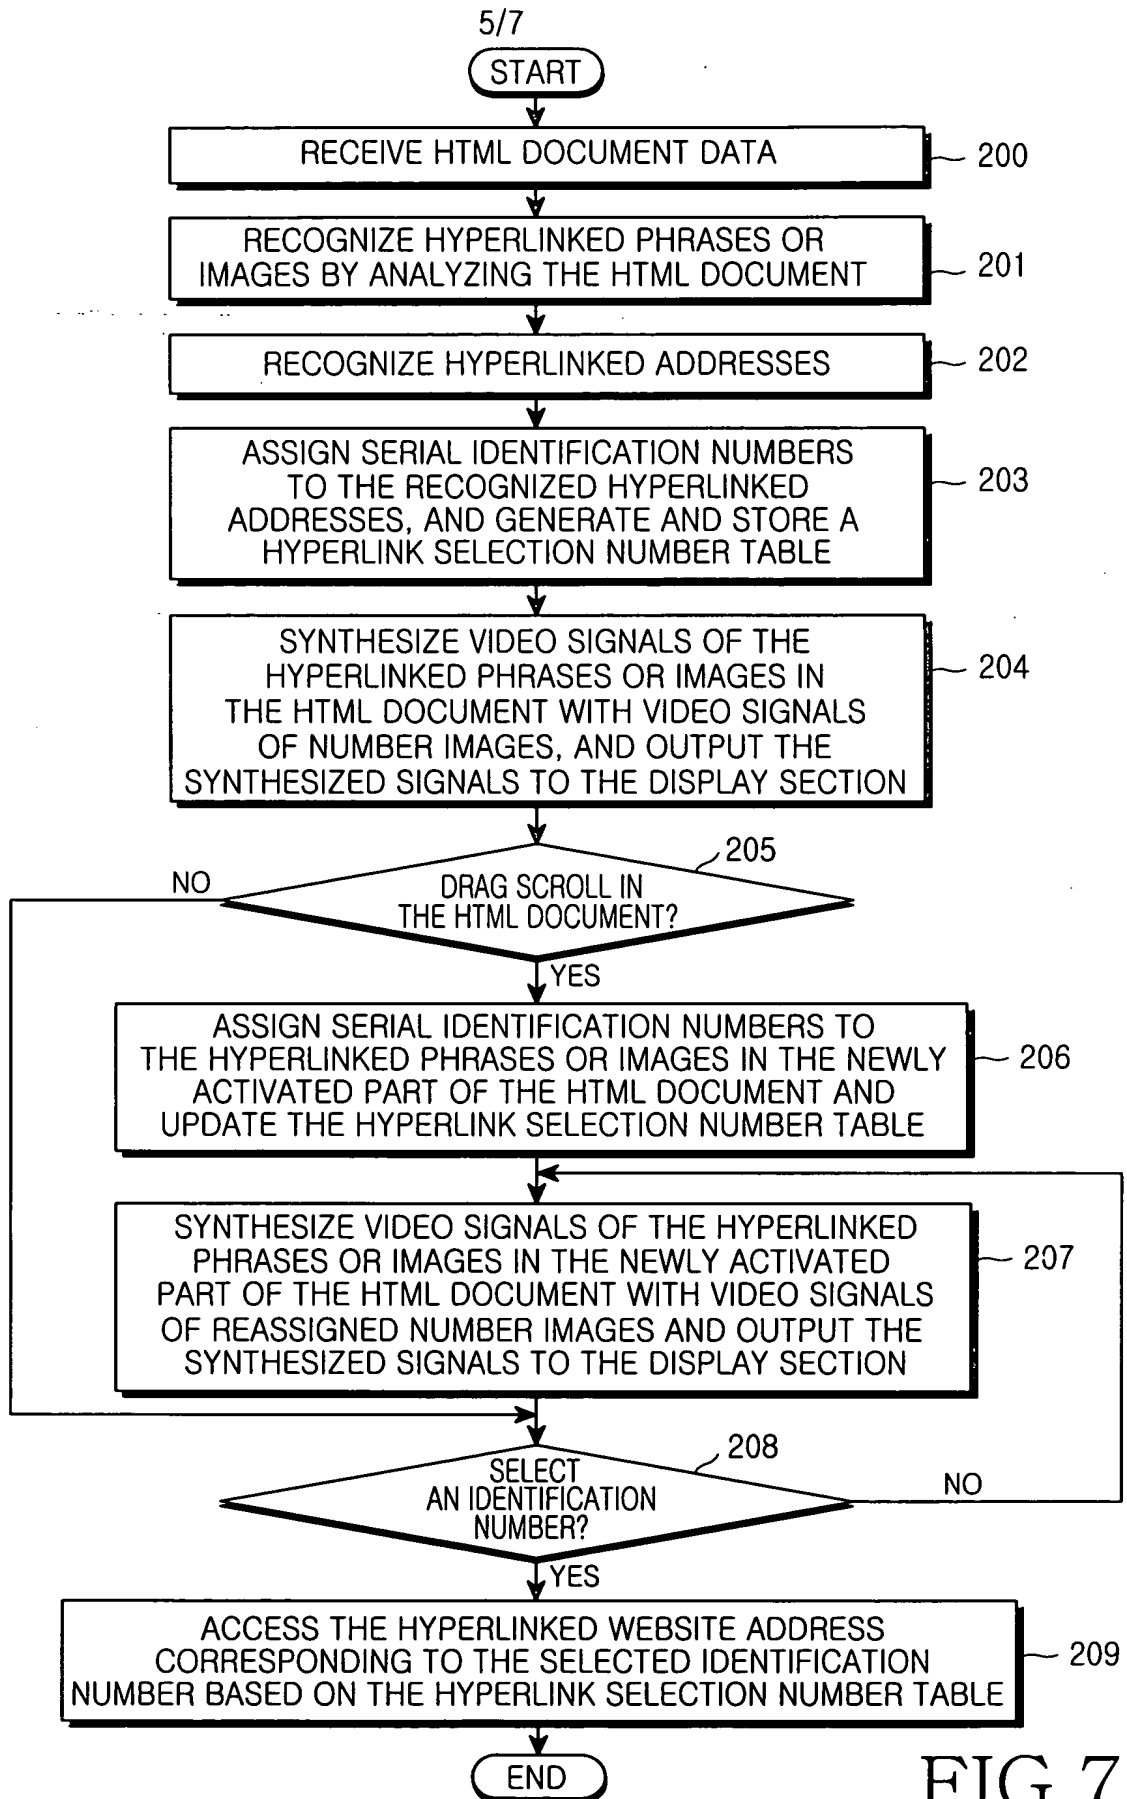 5/7
START
RECEIVE HTML DOCUMENT DATA
200
RECOGNIZE HYPERLINKED PHRASES OR
IMAGES BY ANALYZING THE HTML DOCUMENT
201
RECOGNIZE HYPERLINKED ADDRESSES
202
ASSIGN SERIAL IDENTIFICATION NUMBERS
TO THE RECOGNIZED HYPERLINKED
ADDRESSES, AND GENERATE AND STORE A
HYPERLINK SELECTION NUMBER TABLE
203
SYNTHESIZE VIDEO SIGNALS OF THE
HYPERLINKED PHRASES OR IMAGES IN
THE HTML DOCUMENT WITH VIDEO SIGNALS
OF NUMBER IMAGES, AND OUTPUT THE
SYNTHESIZED SIGNALS TO THE DISPLAY SECTION
204
205
NO
DRAG SCROLL IN
THE HTML DOCUMENT?
YES
ASSIGN SERIAL IDENTIFICATION NUMBERS TO
THE HYPERLINKED PHRASES OR IMAGES IN THE NEWLY
ACTIVATED PART OF THE HTML DOCUMENT AND
UPDATE THE HYPERLINK SELECTION NUMBER TABLE
206
SYNTHESIZE VIDEO SIGNALS OF THE HYPERLINKED
PHRASES OR IMAGES IN THE NEWLY ACTIVATED
PART OF THE HTML DOCUMENT WITH VIDEO SIGNALS
OF REASSIGNED NUMBER IMAGES AND OUTPUT THE
SYNTHESIZED SIGNALS TO THE DISPLAY SECTION
207
208
SELECT
AN IDENTIFICATION
NUMBER?
NO
YES
ACCESS THE HYPERLINKED WEBSITE ADDRESS
CORRESPONDING TO THE SELECTED IDENTIFICATION
NUMBER BASED ON THE HYPERLINK SELECTION NUMBER TABLE
209
END
FIG.7